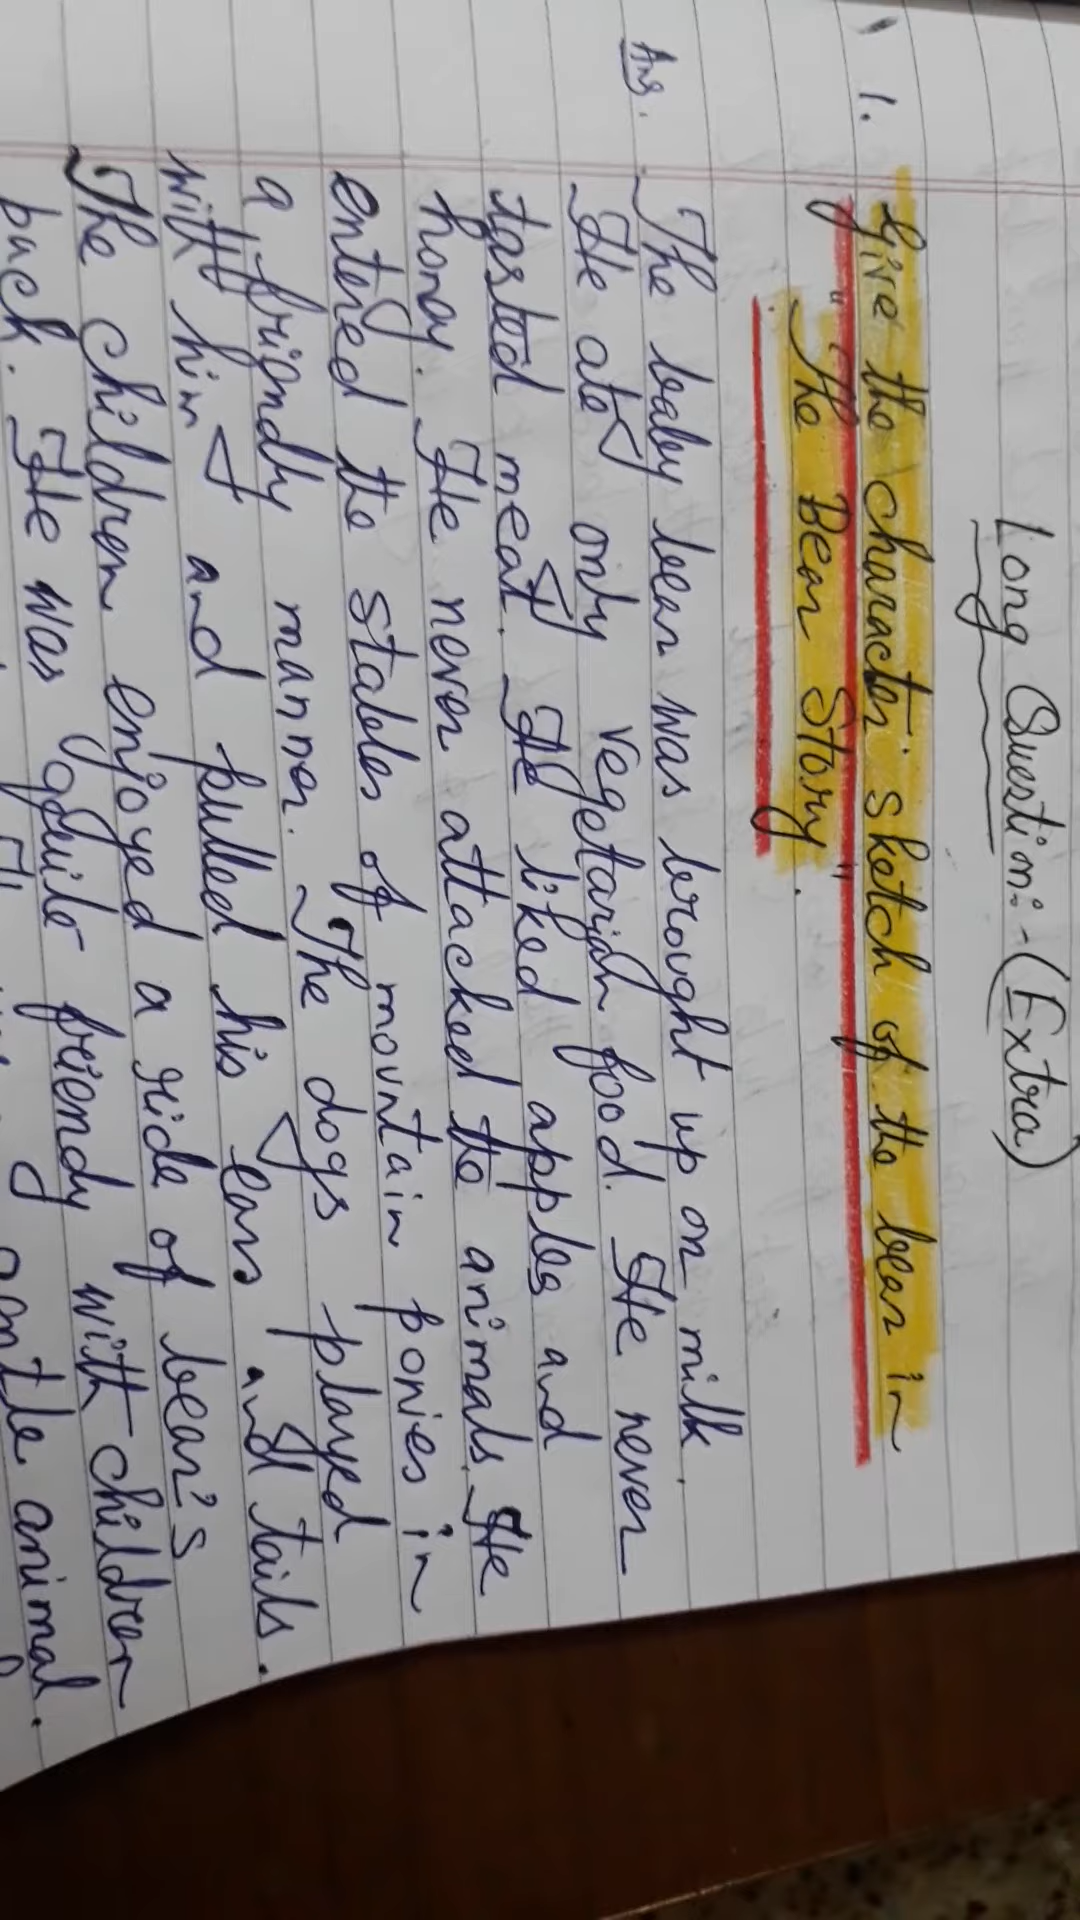 Long Question:- (Extra)
1. Give the character sketch of the bear in
"The Bear Story".
Ans. The baby bear was brought up on milk.
He ate only vegetarian food. He never
tasted meat. He liked apples and
honey. He never attacked the animals. He
entered the stables of mountain ponies in
a friendly manner. The dogs played
with him and pulled his ears and tails.
The children enjoyed a ride of bear's
back. He was quite friendy with children
gentle animal.